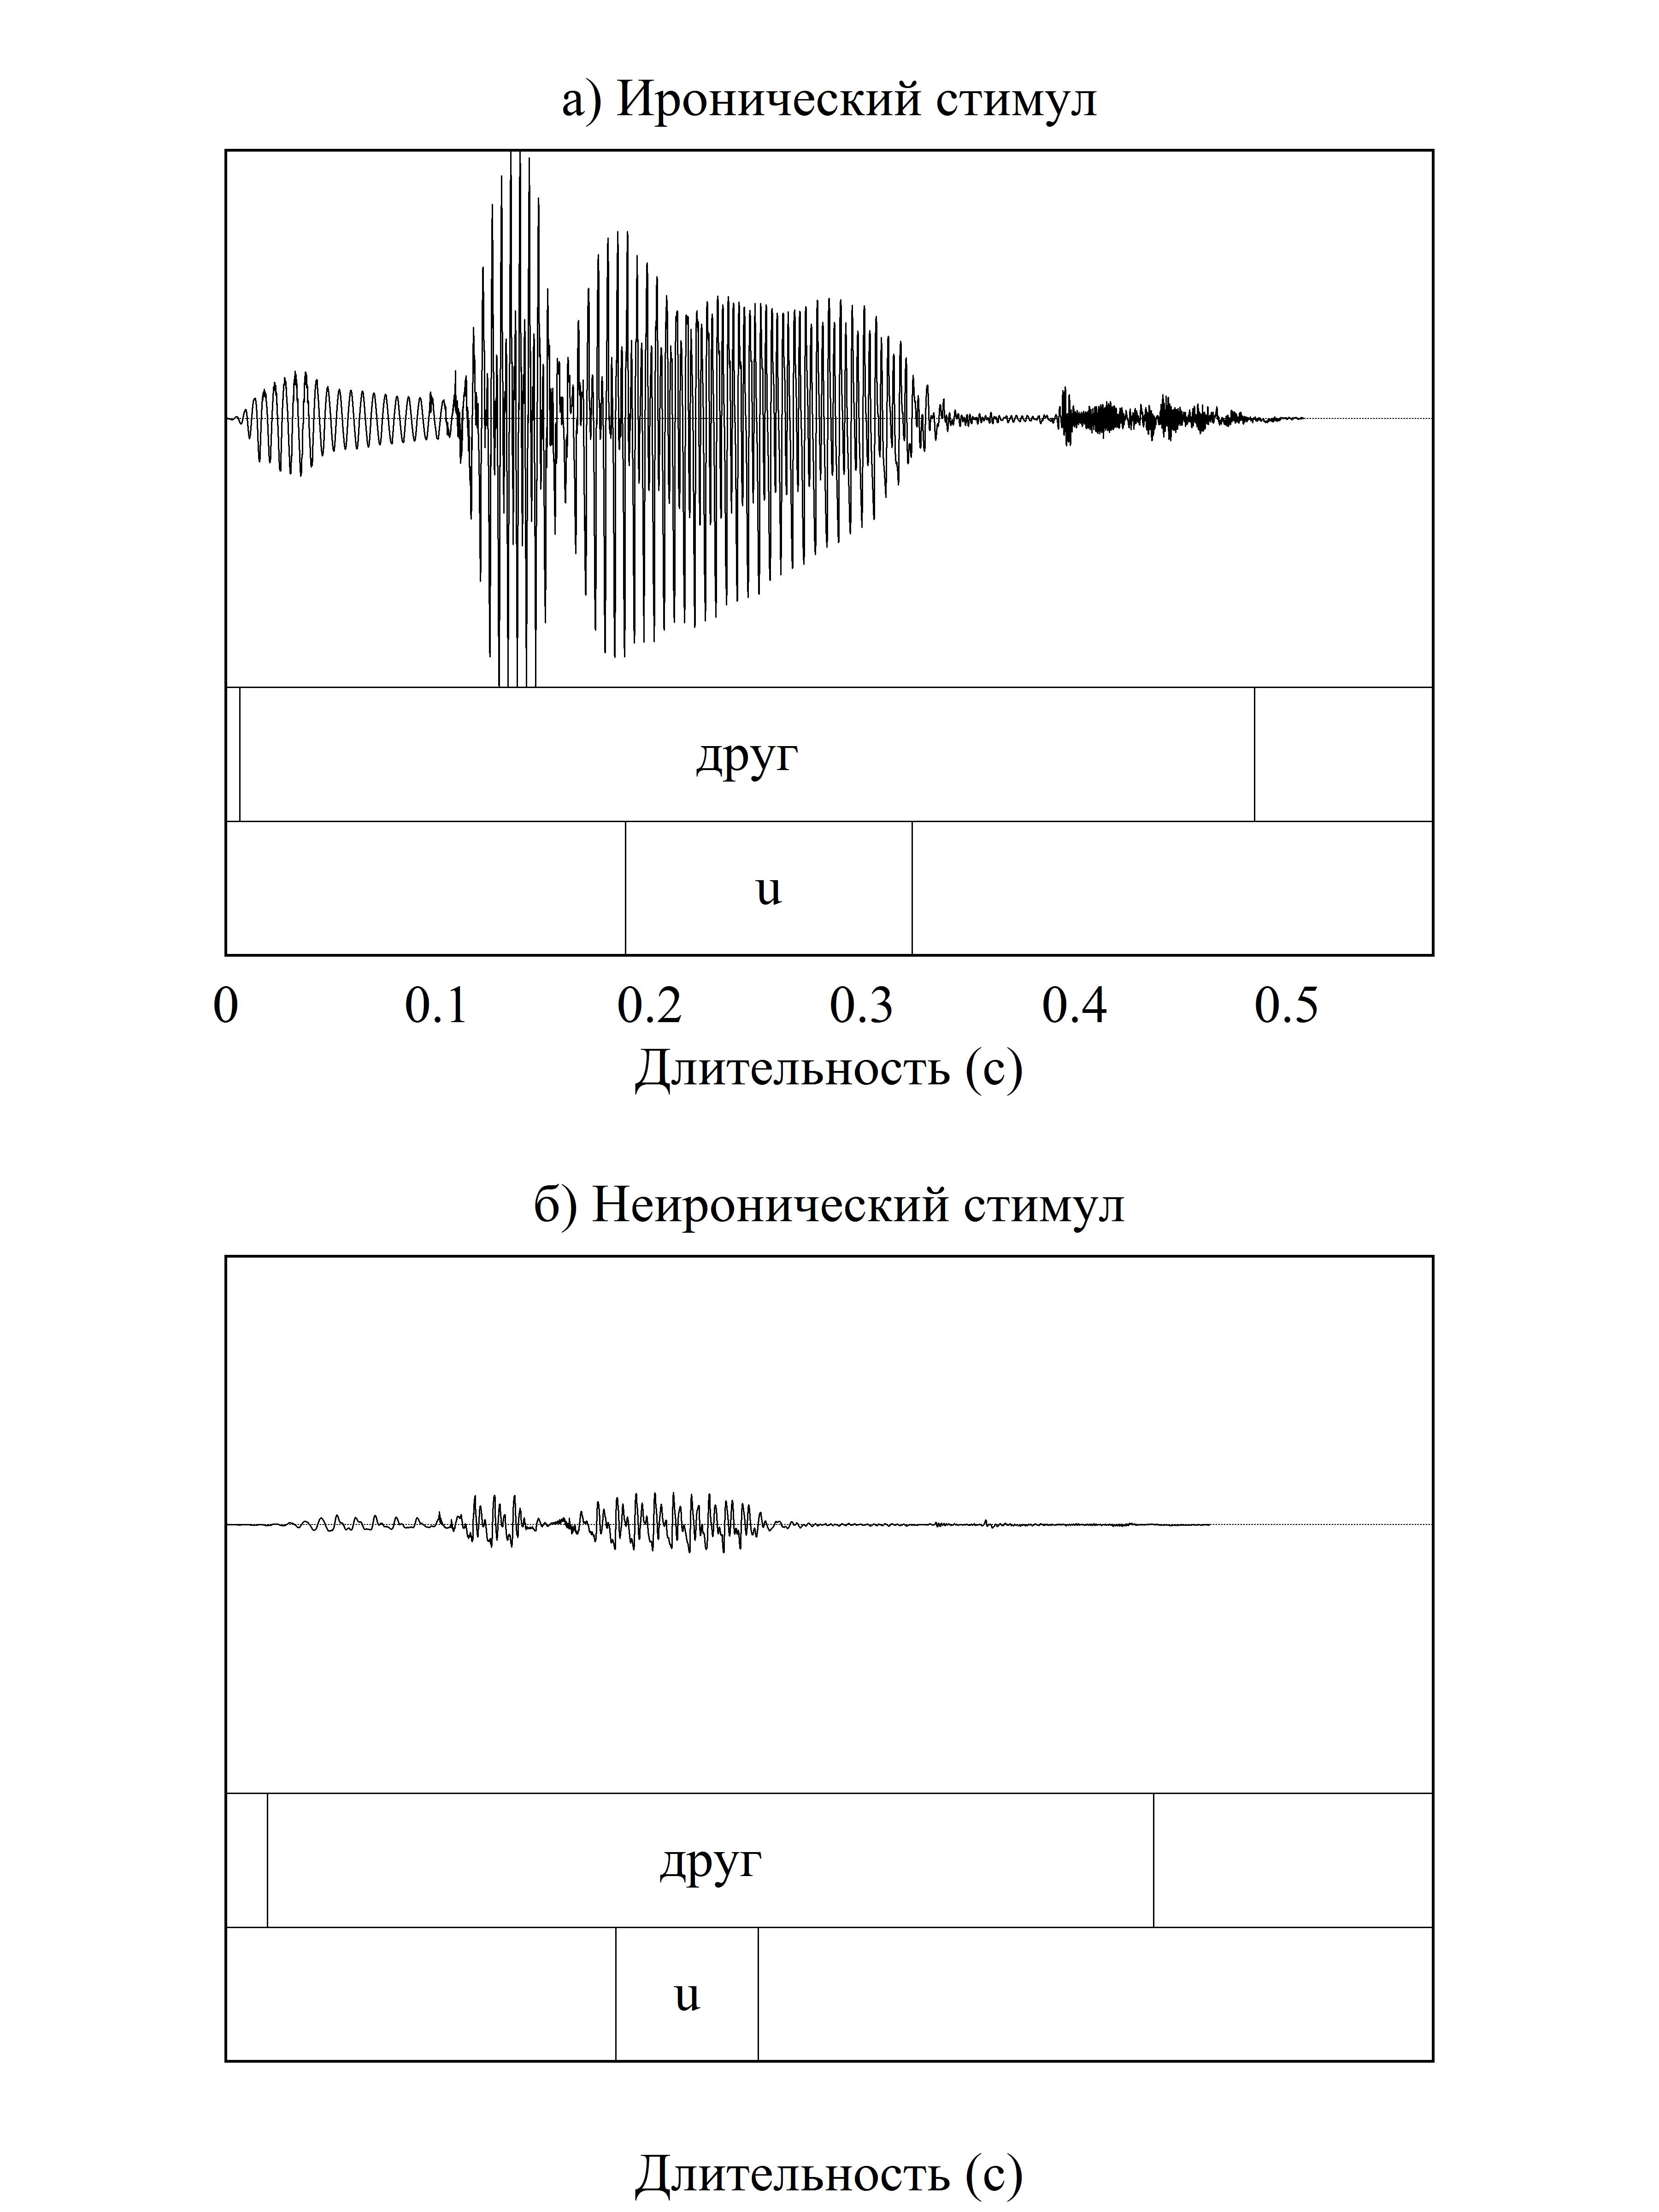 а) Иронический стимул
друг
u
0 0.1 0.2 0.3 0.4 0.5
Длительность (с)
б) Неиронический стимул
друг
u
Длительность (с)